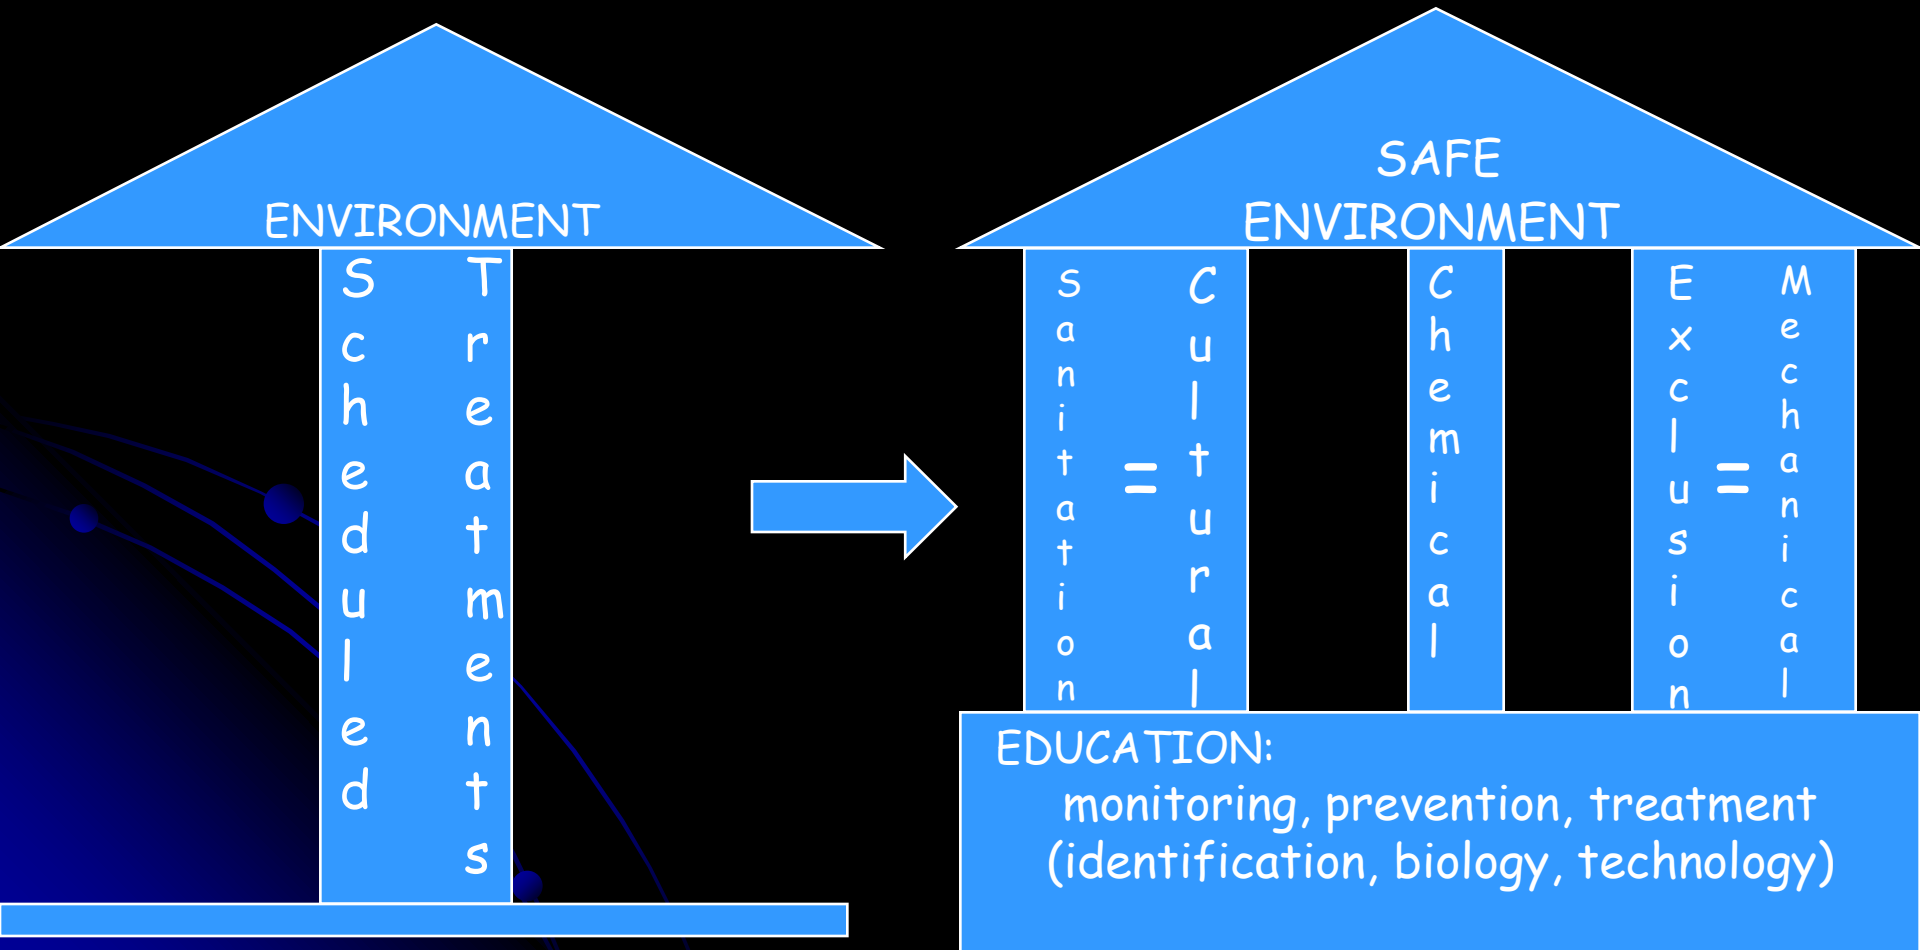 ENVIRONMENT
Scheduled
Treatments
SAFE
ENVIRONMENT
Sanitation
=
Cultural
Chemical
Exclusion
=
Mechanical
EDUCATION:
monitoring, prevention, treatment
(identification, biology, technology)